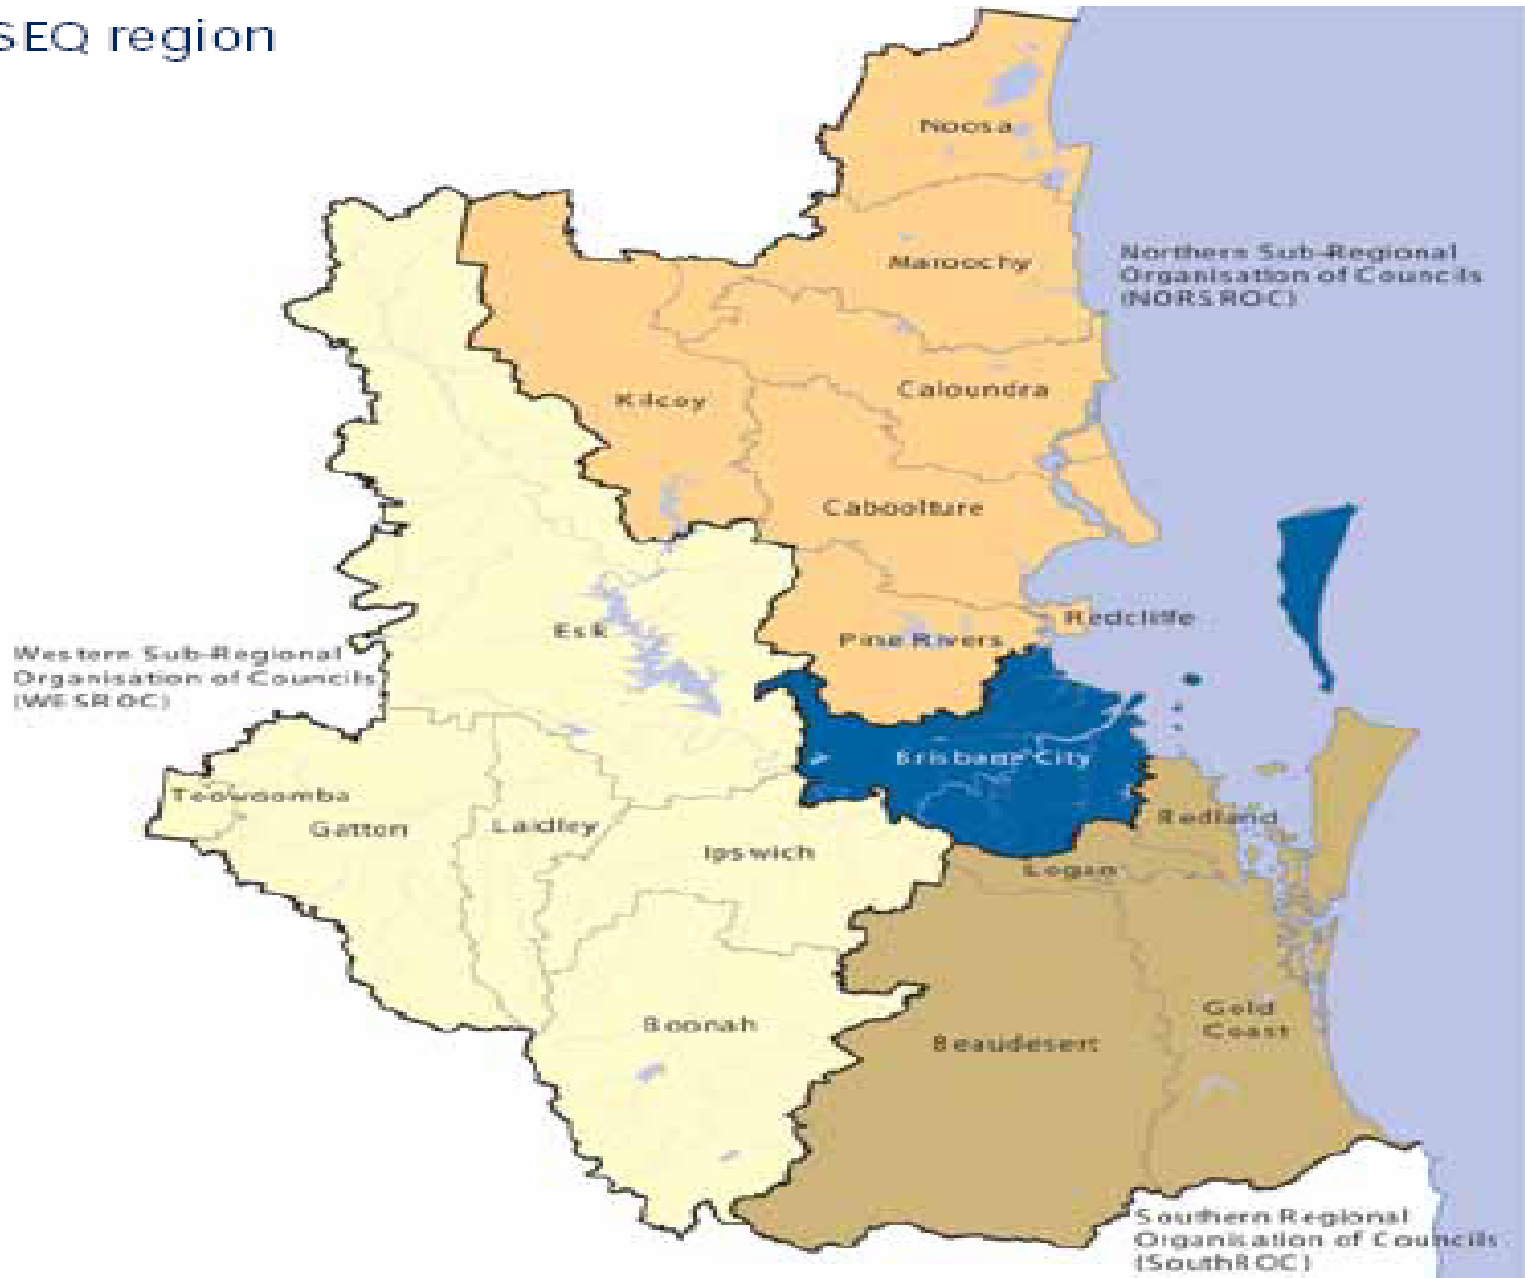 SEQ region
Noosa
Maroochy
Northern Sub-Regional
Organisation of Councils
(NORSROC)
Kilcoy
Caloundra
Caboolture
Redcliffe
Pine Rivers
Esk
Western Sub-Regional
Organisation of Councils
(WESROC)
Brisbane City
Toowoomba
Gatton
Laidley
Ipswich
Redland
Logan
Boonah
Beaudesert
Gold
Coast
Southern Regional
Organisation of Councils
(SouthROC)